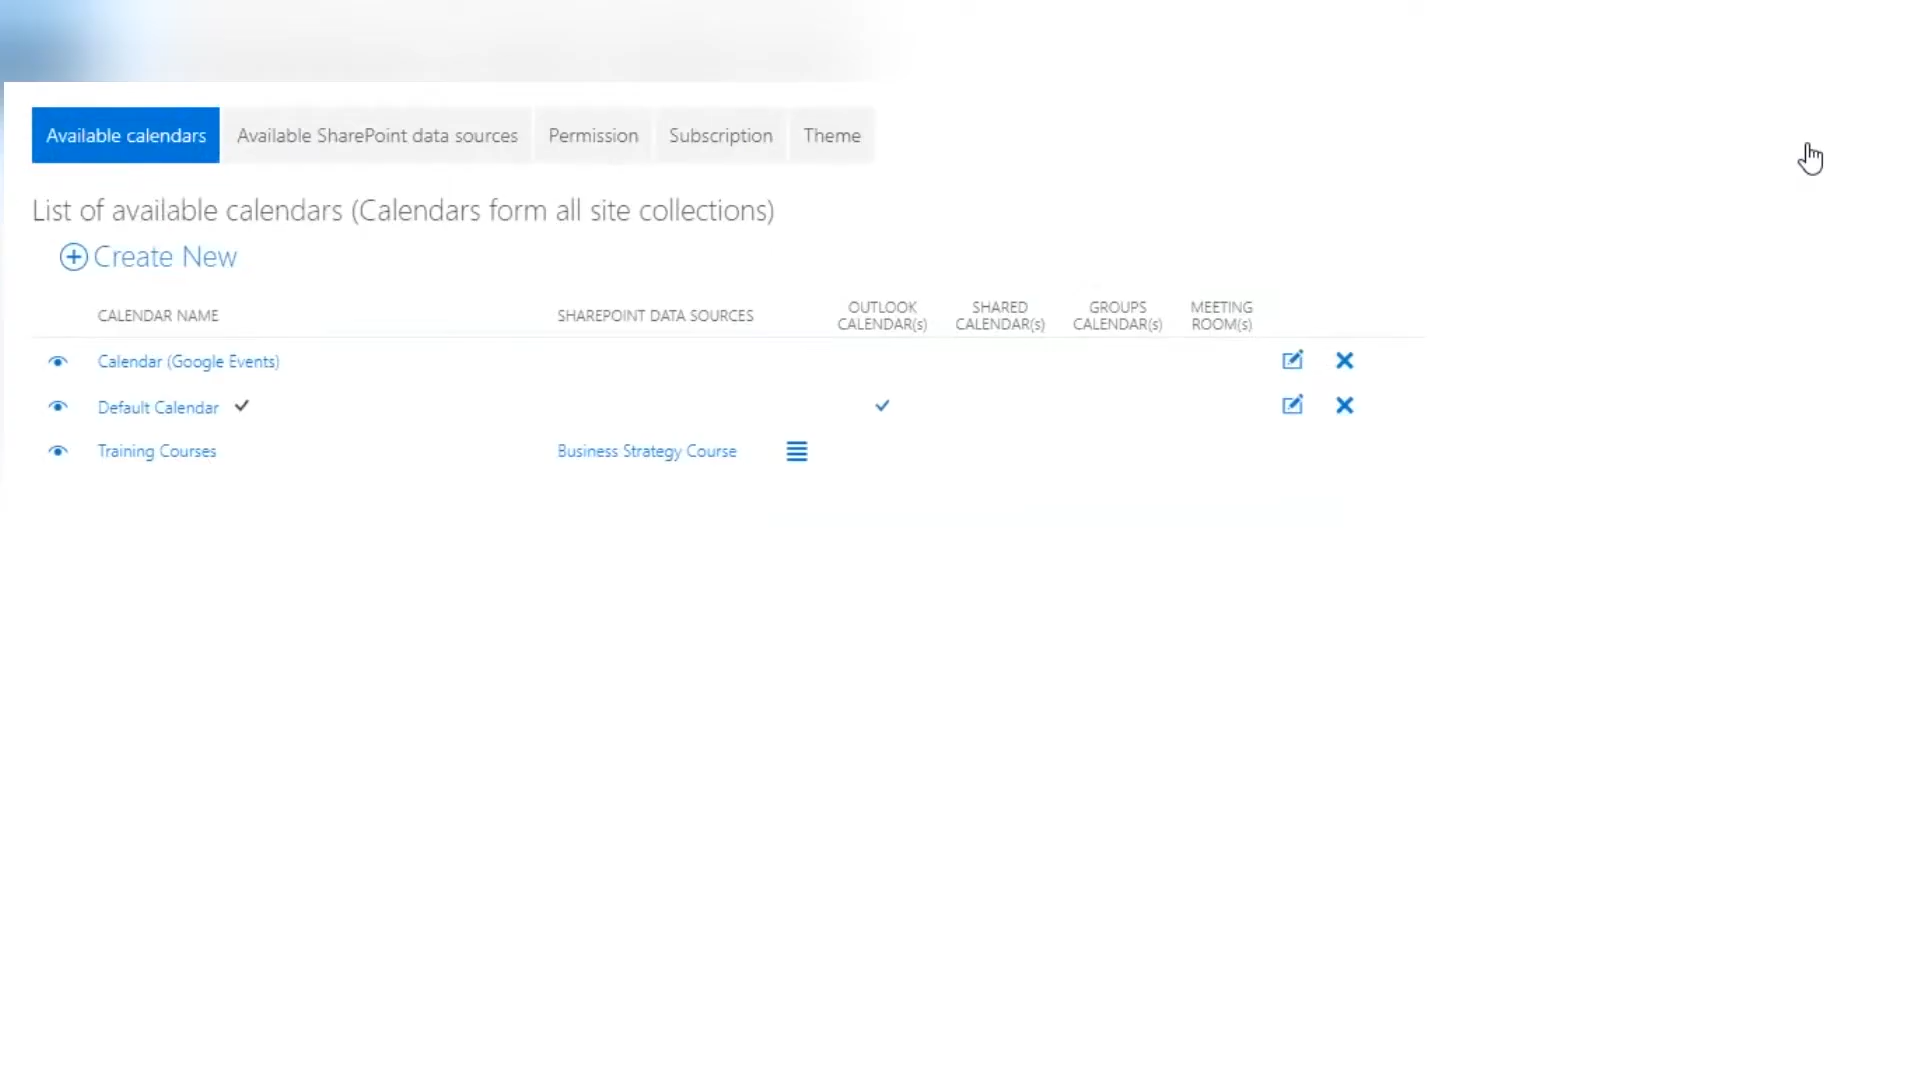 Available calendars Available SharePoint data sources Permission Subscription Theme
List of available calendars (Calendars form all site collections)
Create New
CALENDAR NAME SHAREPOINT DATA SOURCES OUTLOOK CALENDAR(s) SHARED CALENDAR(s) GROUPS CALENDAR(s) MEETING ROOM(s)
Calendar (Google Events)
Default Calendar
Training Courses Business Strategy Course